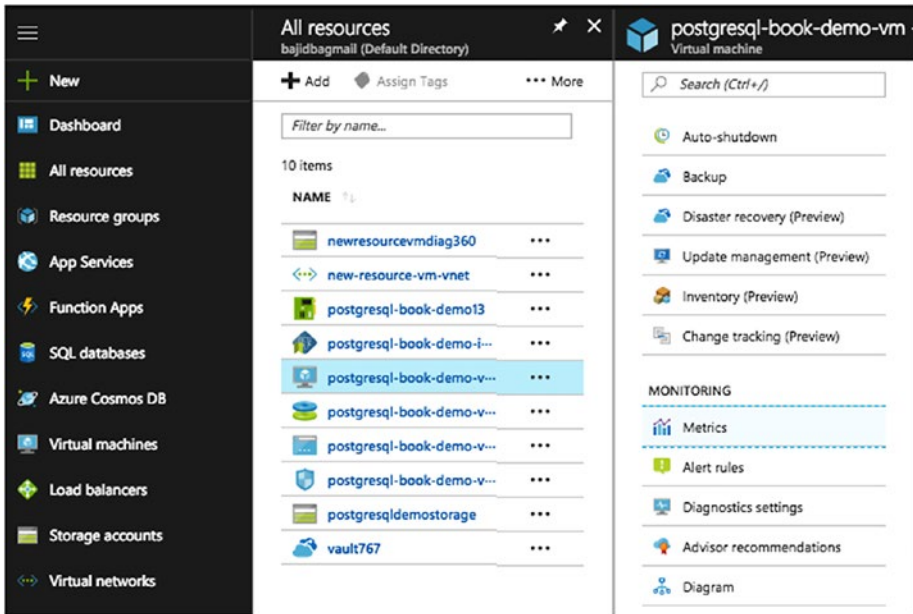 New
Dashboard
All resources
Resource groups
App Services
Function Apps
SQL databases
Azure Cosmos DB
Virtual machines
Load balancers
Storage accounts
Virtual networks
All resources
bajidbagmail (Default Directory)
Add Assign Tags ••• More
Filter by name...
10 items
NAME
newresourcevmdiag360 •••
new-resource-vm-vnet •••
postgresql-book-demo13 •••
postgresql-book-demo-i··· •••
postgresql-book-demo-v··· •••
postgresql-book-demo-v··· •••
postgresql-book-demo-v··· •••
postgresql-book-demo-v··· •••
postgresqldemostorage •••
vault767 •••
postgresql-book-demo-vm -
Virtual machine
Search (Ctrl+/)
Auto-shutdown
Backup
Disaster recovery (Preview)
Update management (Preview)
Inventory (Preview)
Change tracking (Preview)
MONITORING
Metrics
Alert rules
Diagnostics settings
Advisor recommendations
Diagram